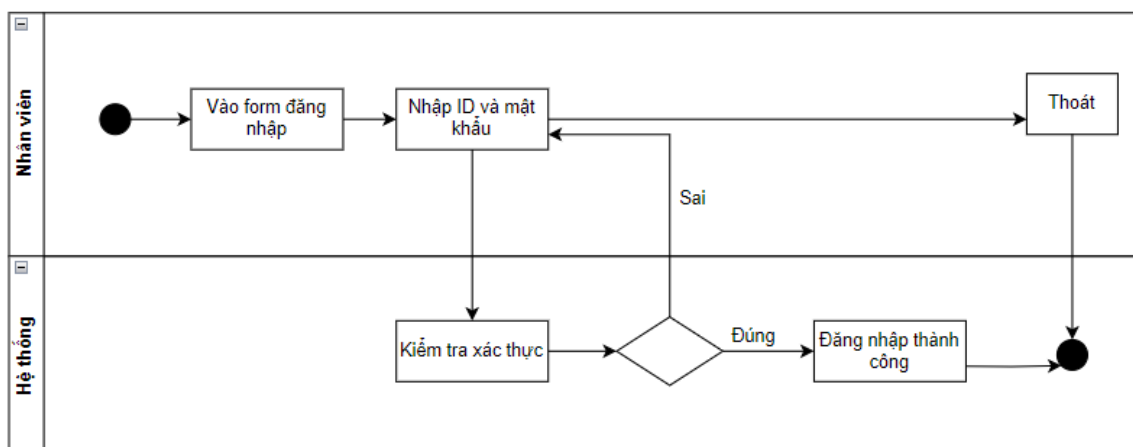 Nhân viên
Vào form đăng
nhập
Nhập ID và mật
khẩu
Thoát
Sai
Hệ thống
Kiểm tra xác thực
Đúng
Đăng nhập thành
công